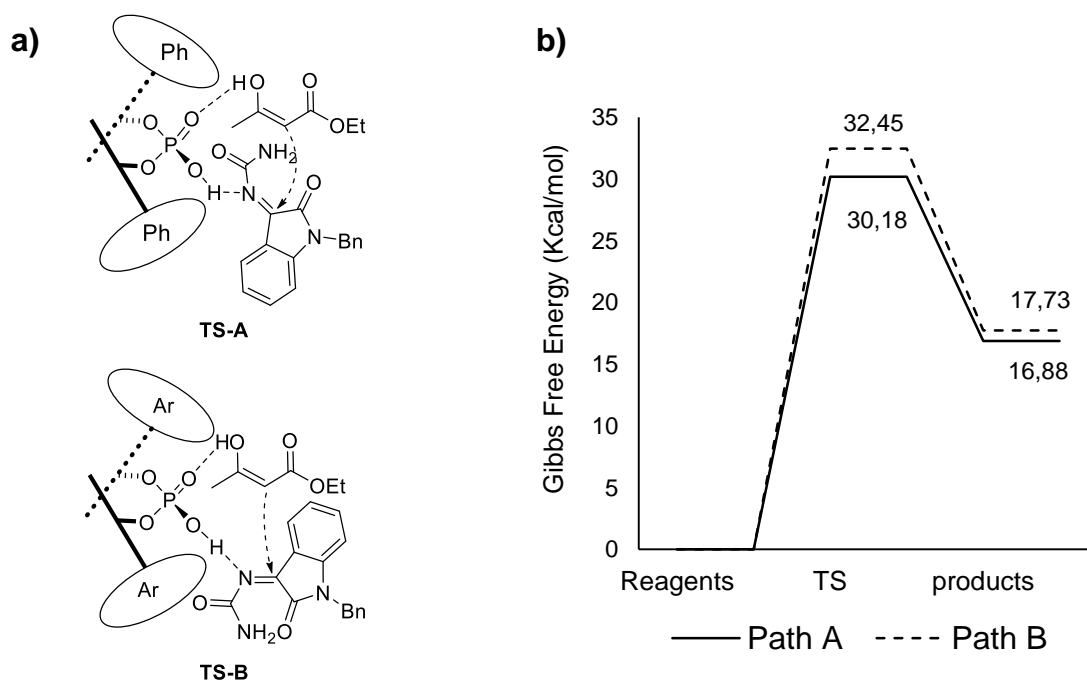 a)
Ph
HO
O
O
OEt
O
O
P
O
O
H
O
NH2
N
O
N
Bn
Ph
TS-A
Ar
HO
O
O
OEt
O
O
P
O
O
H
N
N
Bn
O
NH2
O
Ar
TS-B
b)
Gibbs Free Energy (Kcal/mol)
35
30
25
20
15
10
5
0
32,45
30,18
17,73
16,88
Reagents TS products
Path A Path B